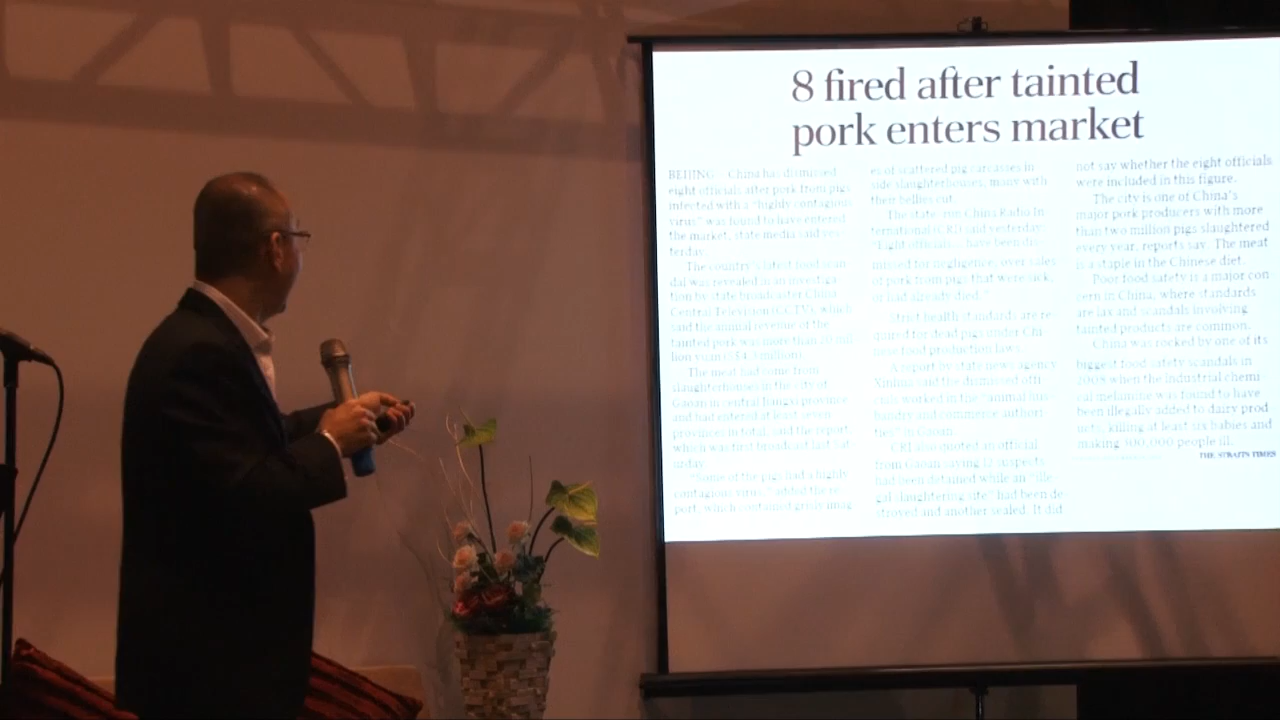 8 fired after tainted
pork enters market
BEIJING China has dismissed
eight officials after pork from pigs
infected with a "highly contagious
virus" was found to have entered
the market, state media said yes-
terday.
The country's latest food scan-
dal was revealed in an investiga-
tion by state broadcaster China
Central Television (CCTV), which
said the annual revenue of the
tainted pork was more than 20 mil-
lion yuan
The meat had come from
slaughterhouses in the city of
Gaoan in central Jiangxi province
and had entered at least seven
provinces in total, said the report,
which was first broadcast last Sat-
urday.
"Some of the pigs had a highly
contagious virus," added the re-
port, which contained grisly imag-
es of scattered pig carcasses in-
side slaughterhouses, many with
their bellies cut.
The state-run China Radio In-
ternational (CRI) said yesterday:
"Eight officials... have been dis-
missed for negligence, over sales
of pork from pigs that were sick,
or had already died."
Strict health standards are re-
quired for dead pigs under Chi-
nese food production laws.
A report by state news agency
Xinhua said the dismissed offi-
cials worked in the "animal hus-
bandry and commerce authori-
ties" in Gaoan.
CRI also quoted an official
from Gaoan saying 12 suspects
had been detained while an "ille-
gal slaughtering site" had been de-
stroyed and another sealed. It did
not say whether the eight officials
were included in this figure.
The city is one of China's
major pork producers with more
than two million pigs slaughtered
every year, reports say. The meat
is a staple in the Chinese diet.
Poor food safety is a major con
cern in China, where standards
are lax and scandals involving
tainted products are common.
China was rocked by one of its
biggest food safety scandals in
2008 when the industrial chemi-
cal melamine was found to have
been illegally added to dairy prod
ucts, killing at least six babies and
making 300,000 people ill.
THE STRAITS TIMES